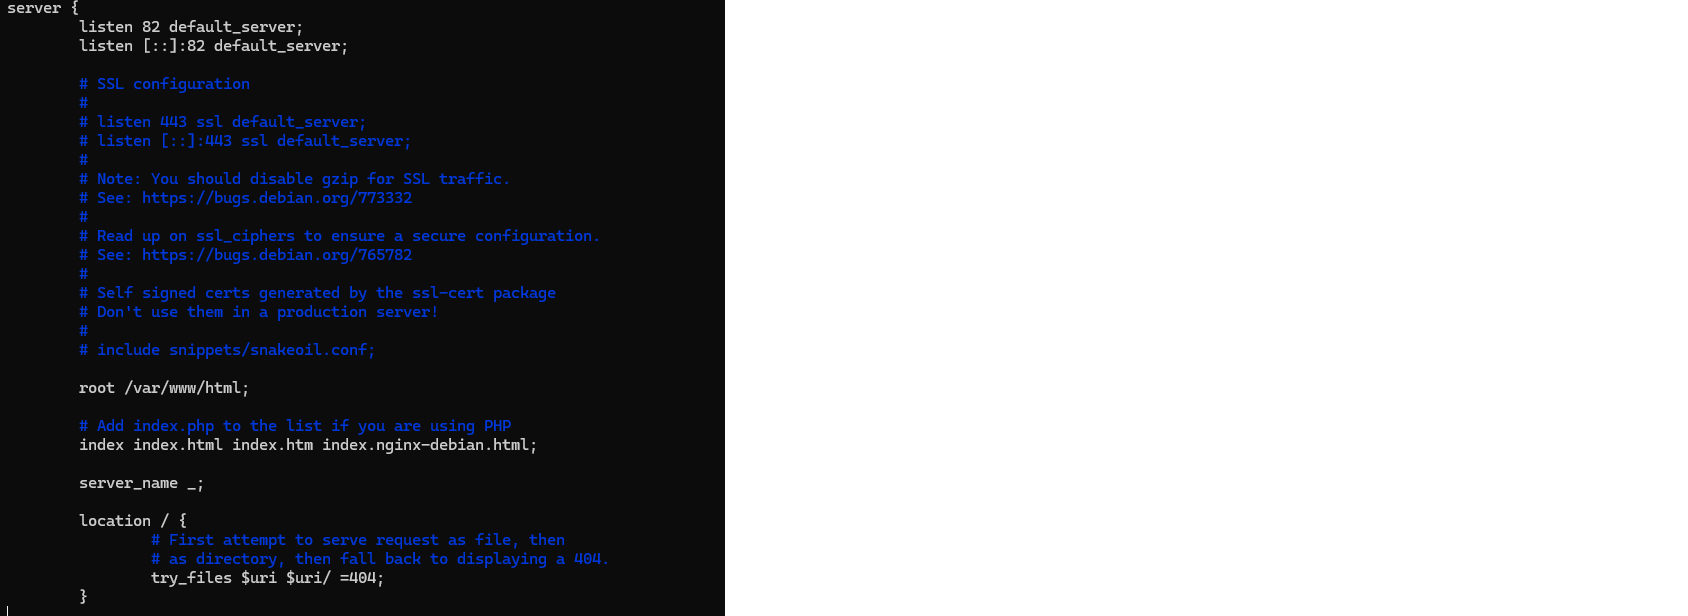 server {
listen 82 default_server;
listen [::]:82 default_server;
# SSL configuration
#
# listen 443 ssl default_server;
# listen [::]:443 ssl default_server;
#
# Note: You should disable gzip for SSL traffic.
# See: https://bugs.debian.org/773332
#
# Read up on ssl_ciphers to ensure a secure configuration.
# See: https://bugs.debian.org/765782
#
# Self signed certs generated by the ssl-cert package
# Don't use them in a production server!
#
# include snippets/snakeoil.conf;
root /var/www/html;
# Add index.php to the list if you are using PHP
index index.html index.htm index.nginx-debian.html;
server_name _;
location / {
# First attempt to serve request as file, then
# as directory, then fall back to displaying a 404.
try_files $uri $uri/ =404;
}